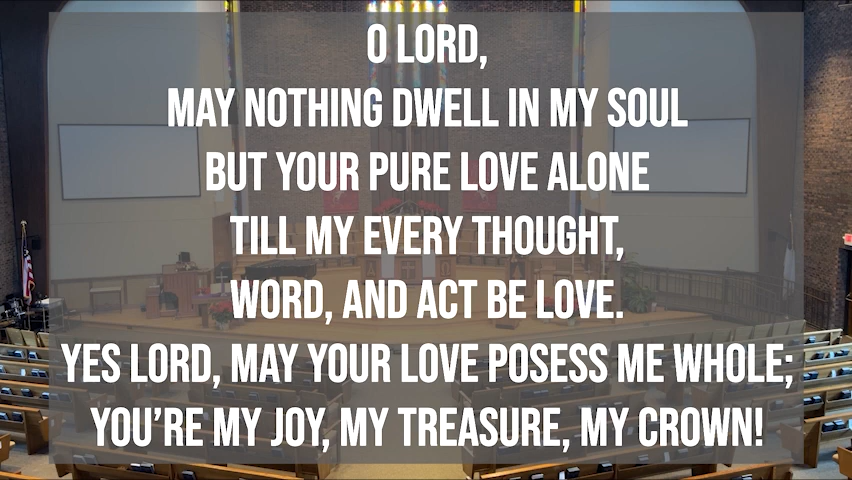 O LORD,
MAY NOTHING DWELL IN MY SOUL
BUT YOUR PURE LOVE ALONE
TILL MY EVERY THOUGHT,
WORD, AND ACT BE LOVE.
YES LORD, MAY YOUR LOVE POSESS ME WHOLE;
YOU'RE MY JOY, MY TREASURE, MY CROWN!